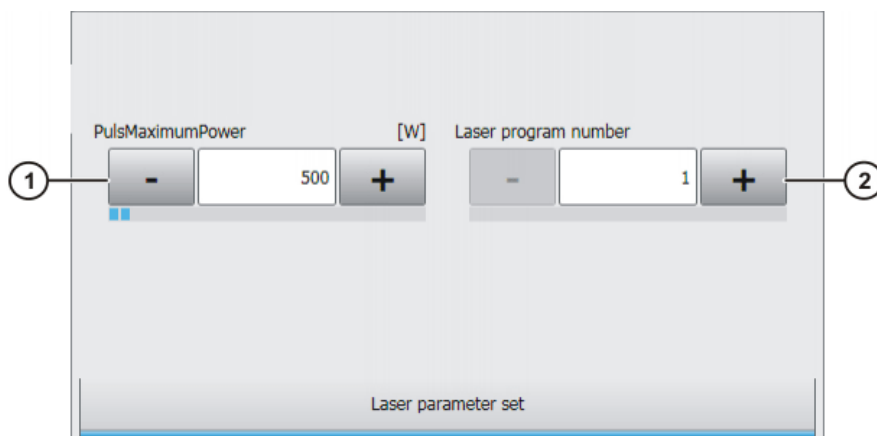 PulsMaximumPower [W] Laser program number
1 - 500 + - 1 + 2
Laser parameter set